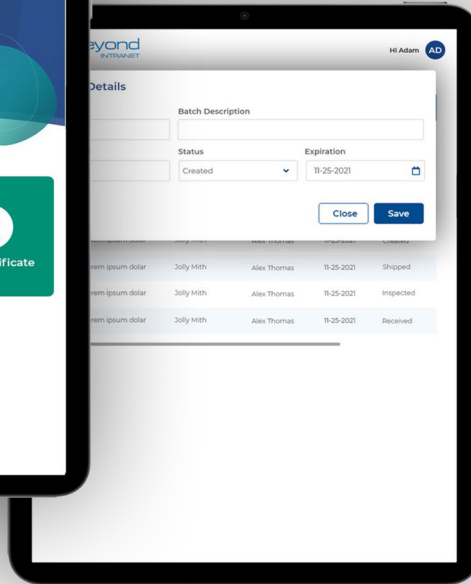 eyond
INTRANET
Hi Adam AD
Details
Batch Description
Status Expiration
Created 11-25-2021
Close Save
ificate
rem ipsum dolar Jolly Mith Alex Thomas 11-25-2021 Shipped
rem ipsum dolar Jolly Mith Alex Thomas 11-25-2021 Inspected
rem ipsum dolar Jolly Mith Alex Thomas 11-25-2021 Received